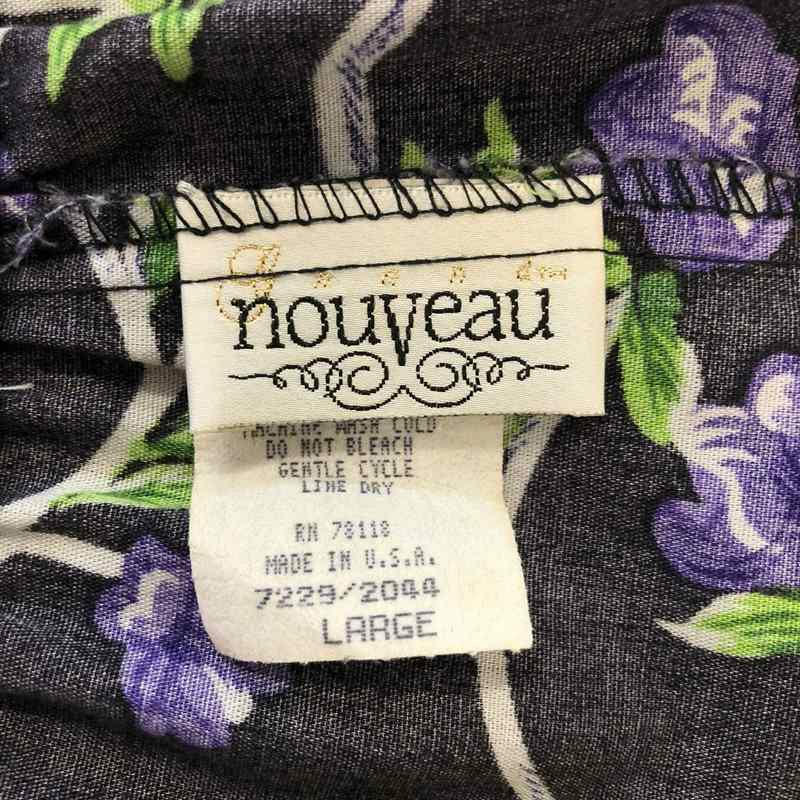 nouveau
MACHINE WASH COLD
DO NOT BLEACH
GENTLE CYCLE
LINE DRY
RN 78118
MADE IN U.S.A.
7229/2044
LARGE